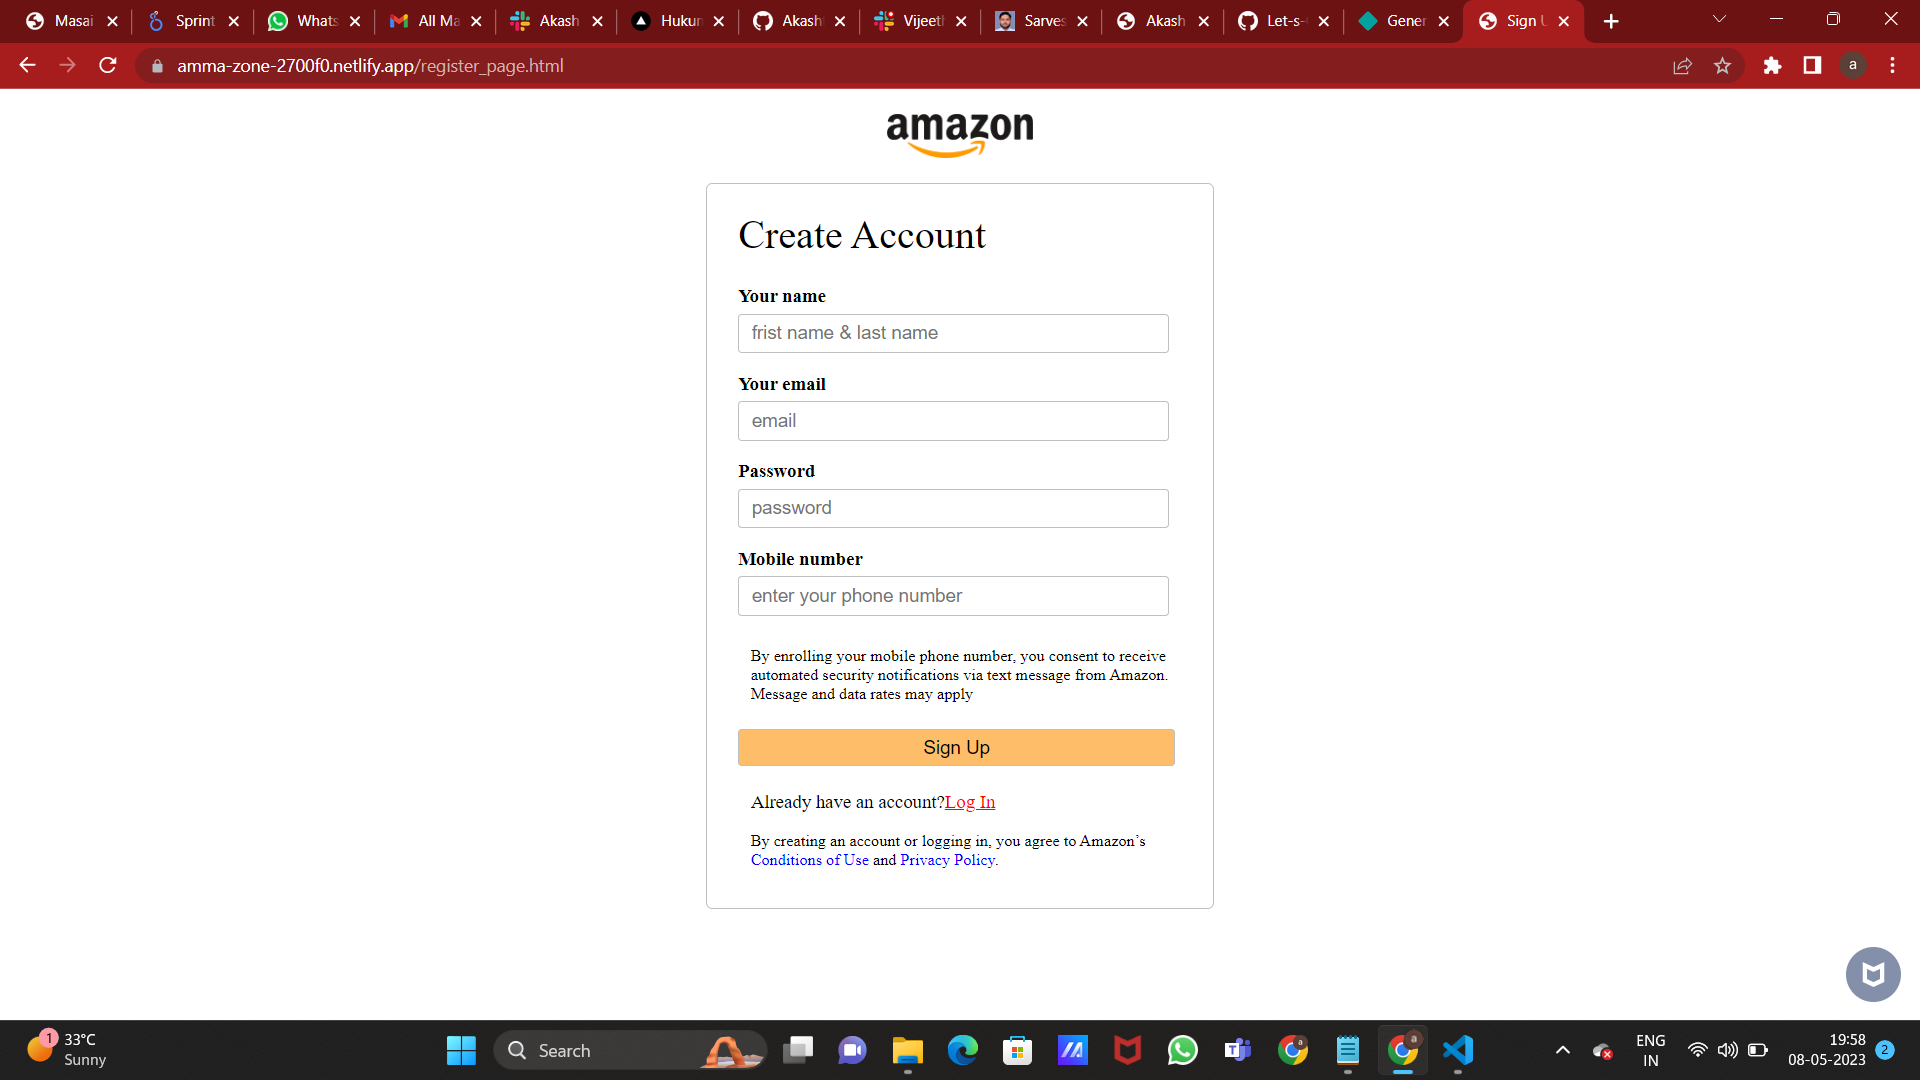 Masai
Sprint
Whats
All Ma
Akash
Hukun
Akash
Vijeeth
Sarves
Akash
Let-s-
Gener
Sign U
amma-zone-2700f0.netlify.app/register_page.html
a
amazon
Create Account
Your name
frist name & last name
Your email
email
Password
password
Mobile number
enter your phone number
By enrolling your mobile phone number, you consent to receive
automated security notifications via text message from Amazon.
Message and data rates may apply
Sign Up
Already have an account?Log In
By creating an account or logging in, you agree to Amazon’s
Conditions of Use and Privacy Policy.
1
33°C
Sunny
Search
a
a
ENG
IN
19:58
08-05-2023
2